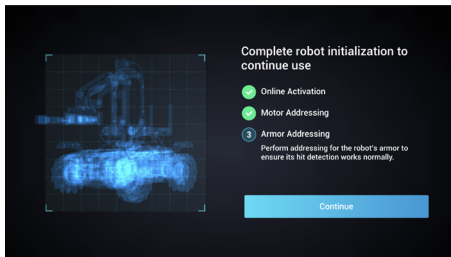 Complete robot initialization to
continue use
Online Activation
Motor Addressing
3 Armor Addressing
Perform addressing for the robot's armor to
ensure its hit detection works normally.
Continue